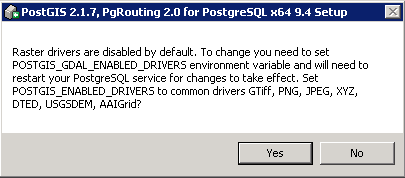 PostGIS 2.1.7, PgRouting 2.0 for PostgreSQL x64 9.4 Setup
Raster drivers are disabled by default. To change you need to set
POSTGIS_GDAL_ENABLED_DRIVERS environment variable and will need to
restart your PostgreSQL service for changes to take effect. Set
POSTGIS_ENABLED_DRIVERS to common drivers GTiff, PNG, JPEG, XYZ,
DTED, USGSDEM, AAIGrid?
Yes
No